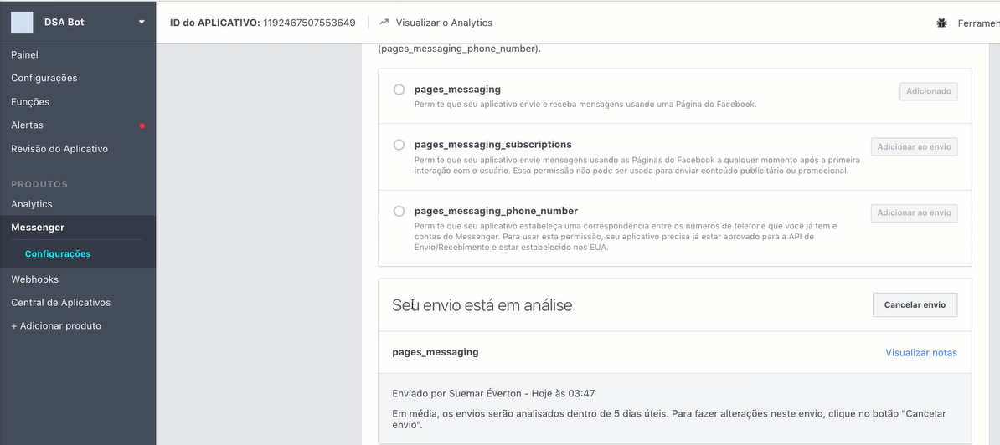 DSA Bot
ID do APLICATIVO: 1192467507553649
Visualizar o Analytics
Ferramen
Painel
Configurações
Funções
Alertas
Revisão do Aplicativo
PRODUTOS
Analytics
Messenger
Configurações
Webhooks
Central de Aplicativos
+ Adicionar produto
(pages_messaging_phone_number).
pages_messaging
Adicionado
Permite que seu aplicativo envie e receba mensagens usando uma Página do Facebook.
pages_messaging_subscriptions
Adicionar ao envio
Permite que seu aplicativo envie mensagens usando as Páginas do Facebook a qualquer momento após a primeira
interação com o usuário. Essa permissão não pode ser usada para enviar conteúdo publicitário ou promocional.
pages_messaging_phone_number
Adicionar ao envio
Permite que seu aplicativo estabeleça uma correspondência entre os números de telefone que você já tem e
contas do Messenger. Para usar esta permissão, seu aplicativo precisa já estar aprovado para a API de
Envio/Recebimento e estar estabelecido nos EUA.
Seu envio está em análise
Cancelar envio
pages_messaging
Visualizar notas
Enviado por Suemar Éverton - Hoje às 03:47
Em média, os envios serão analisados dentro de 5 dias úteis. Para fazer alterações neste envio, clique no botão "Cancelar
envio".